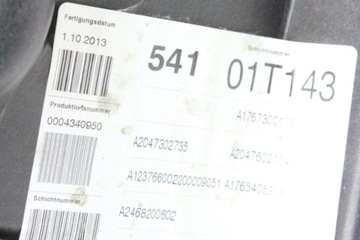 Fertigungsdatum
1.10 2013
541
Schichtnummer
01T143
Produktionsnummer
0004340950
A2047302735
A12376602200009051
Schichtnummer
A2468200602